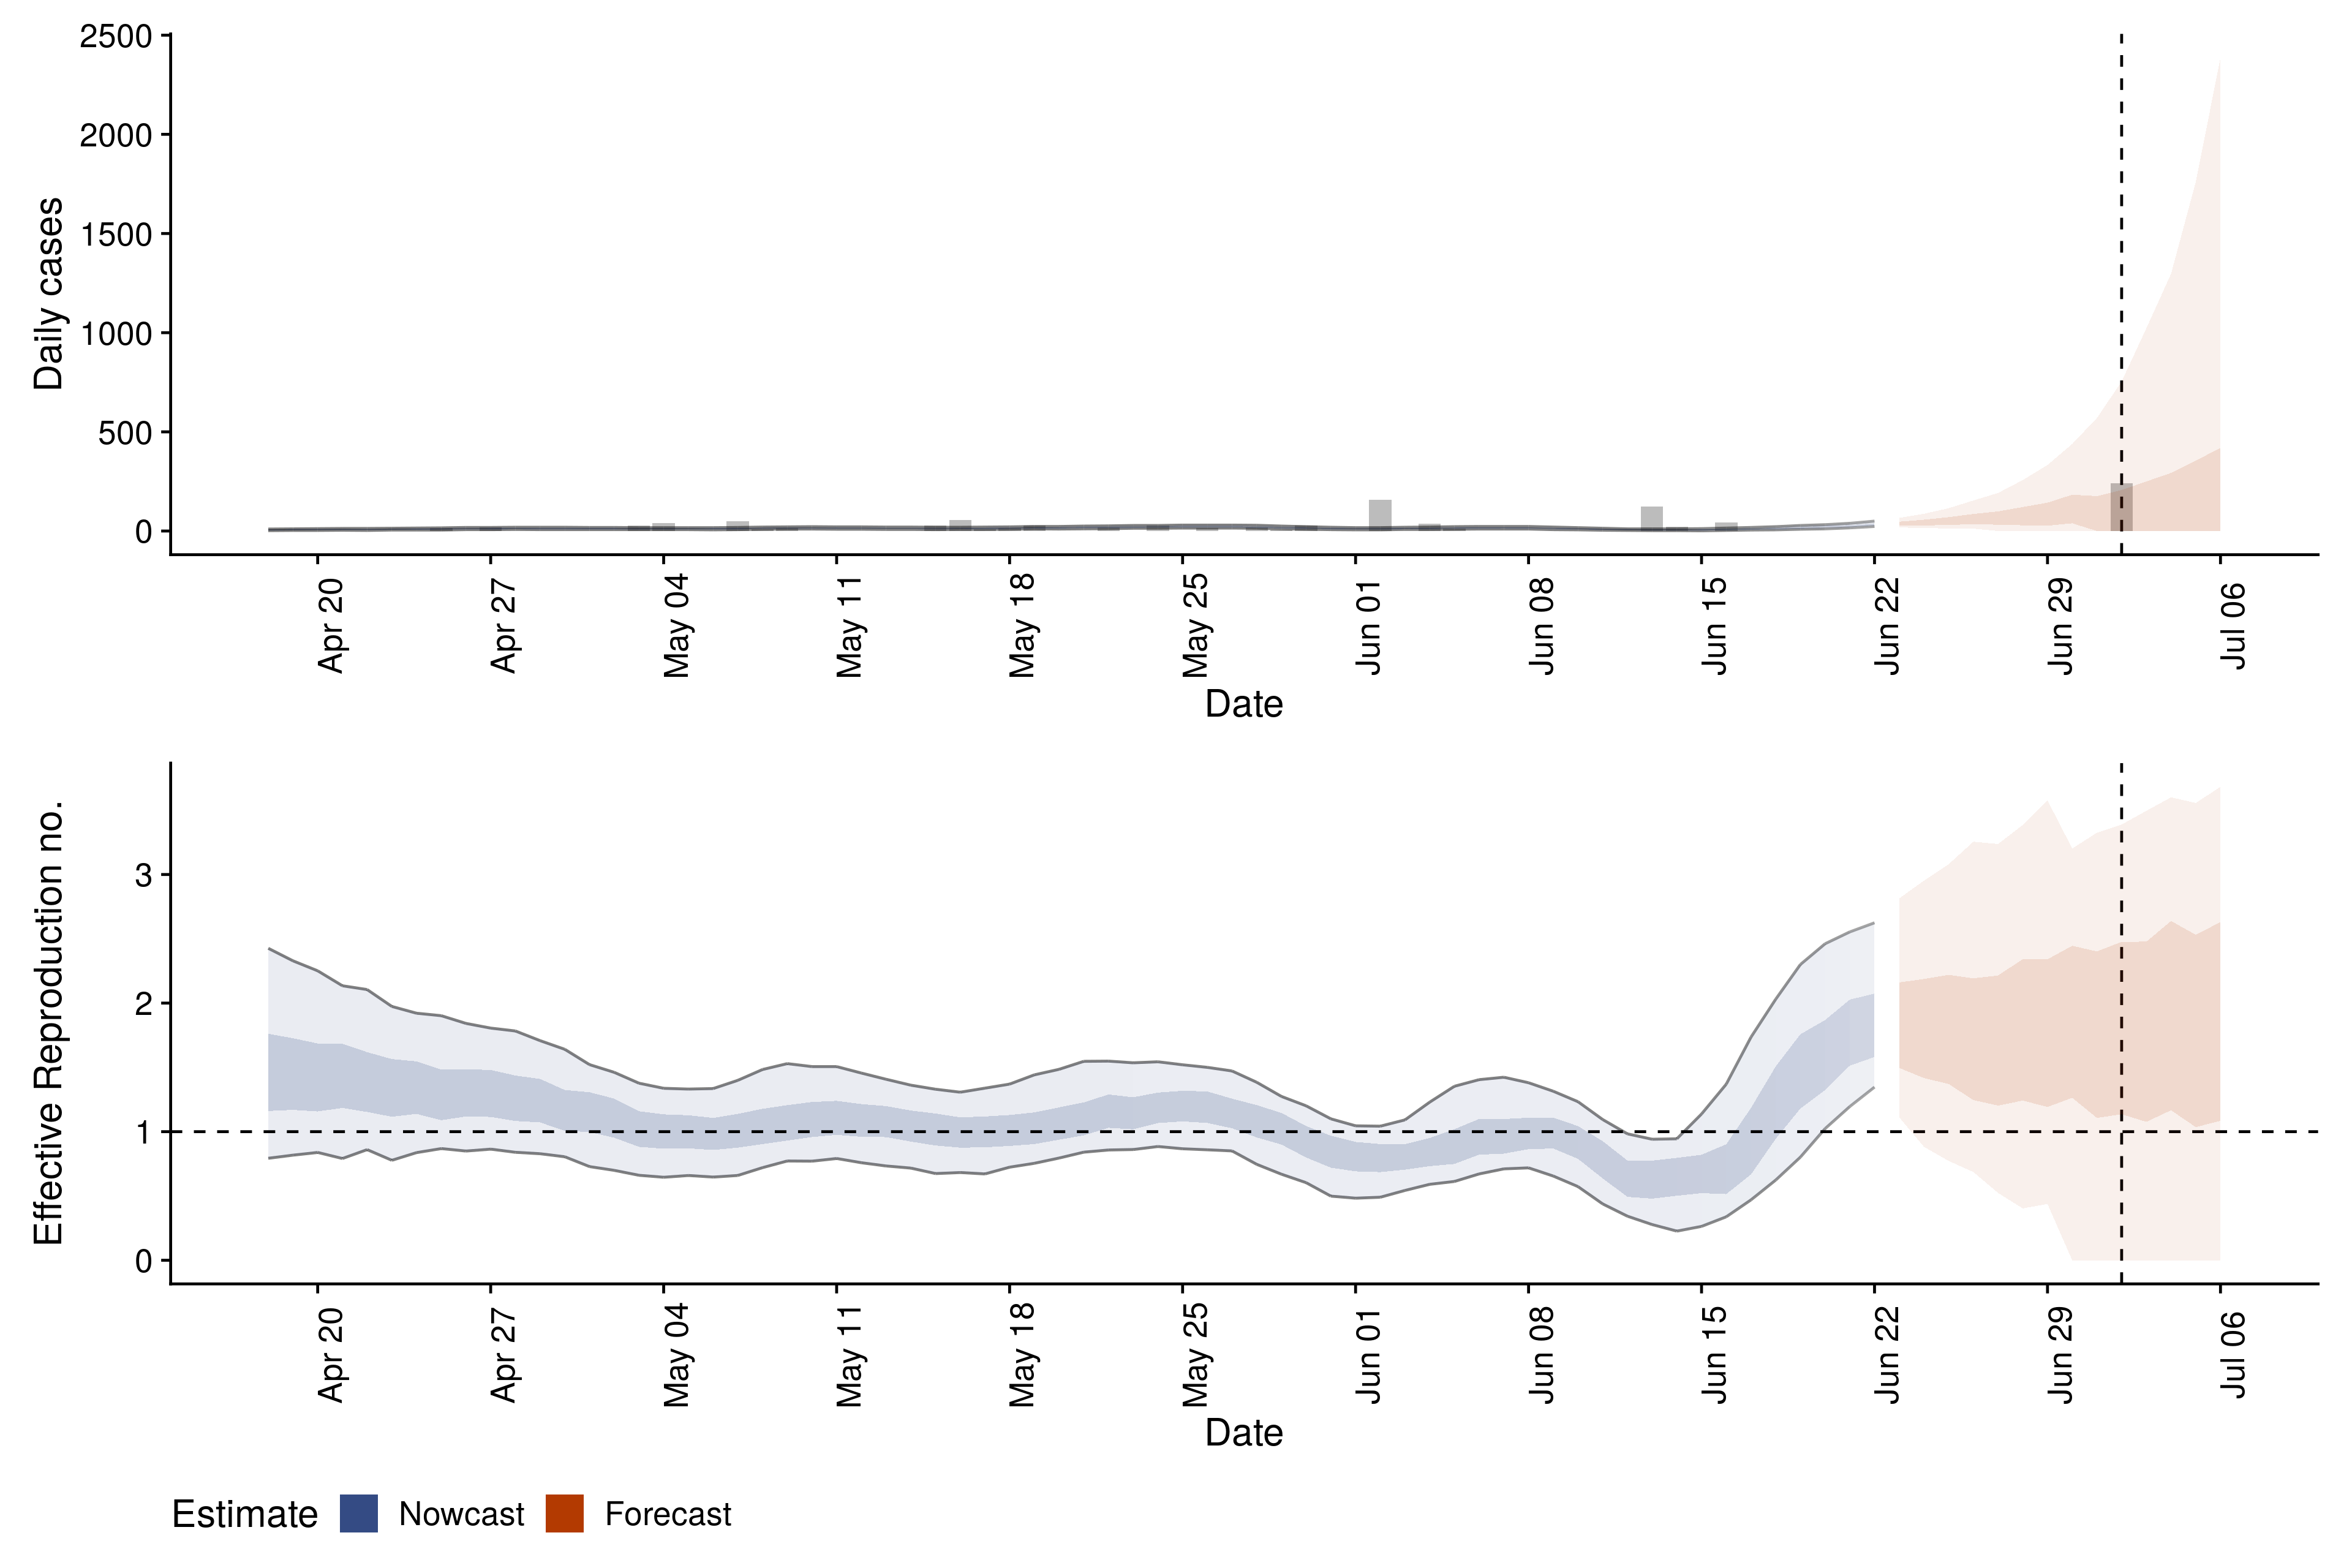 Daily cases
2500
2000
1500
1000
500
0
Apr 20
Apr 27
May 04
May 11
May 18
May 25
Jun 01
Jun 08
Jun 15
Jun 22
Jun 29
Jul 06
Date
Effective Reproduction no.
3
2
1
0
Apr 20
Apr 27
May 04
May 11
May 18
May 25
Jun 01
Jun 08
Jun 15
Jun 22
Jun 29
Jul 06
Date
Estimate Nowcast Forecast